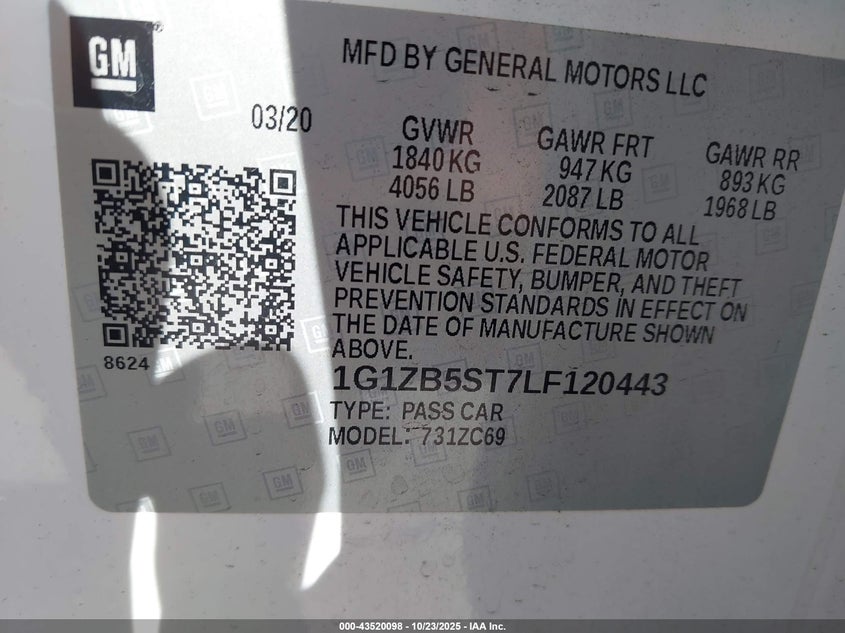 GM
MFD BY GENERAL MOTORS LLC
03/20
GVWR
1840 KG
4056 LB
GAWR FRT
947 KG
2087 LB
GAWR RR
893 KG
1968 LB
THIS VEHICLE CONFORMS TO ALL
APPLICABLE U.S. FEDERAL MOTOR
VEHICLE SAFETY, BUMPER, AND THEFT
PREVENTION STANDARDS IN EFFECT ON
THE DATE OF MANUFACTURE SHOWN
ABOVE.
8624
1G1ZB5ST7LF120443
TYPE: PASS CAR
MODEL: 731ZC69
000-43520098 - 10/23/2025 - IAA Inc.